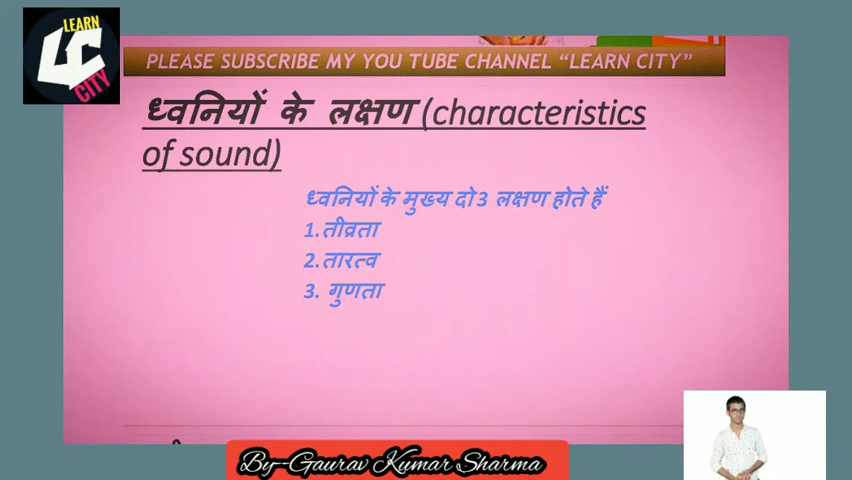 LEARN
LC
CITY
PLEASE SUBSCRIBE MY YOU TUBE CHANNEL “LEARN CITY”
ध्वनियों के लक्षण (characteristics
of sound)
ध्वनियों के मुख्य दो 3 लक्षण होते हैं
1. तीव्रता
2. तारत्व
3. गुणता
By--Gaurav Kumar Sharma